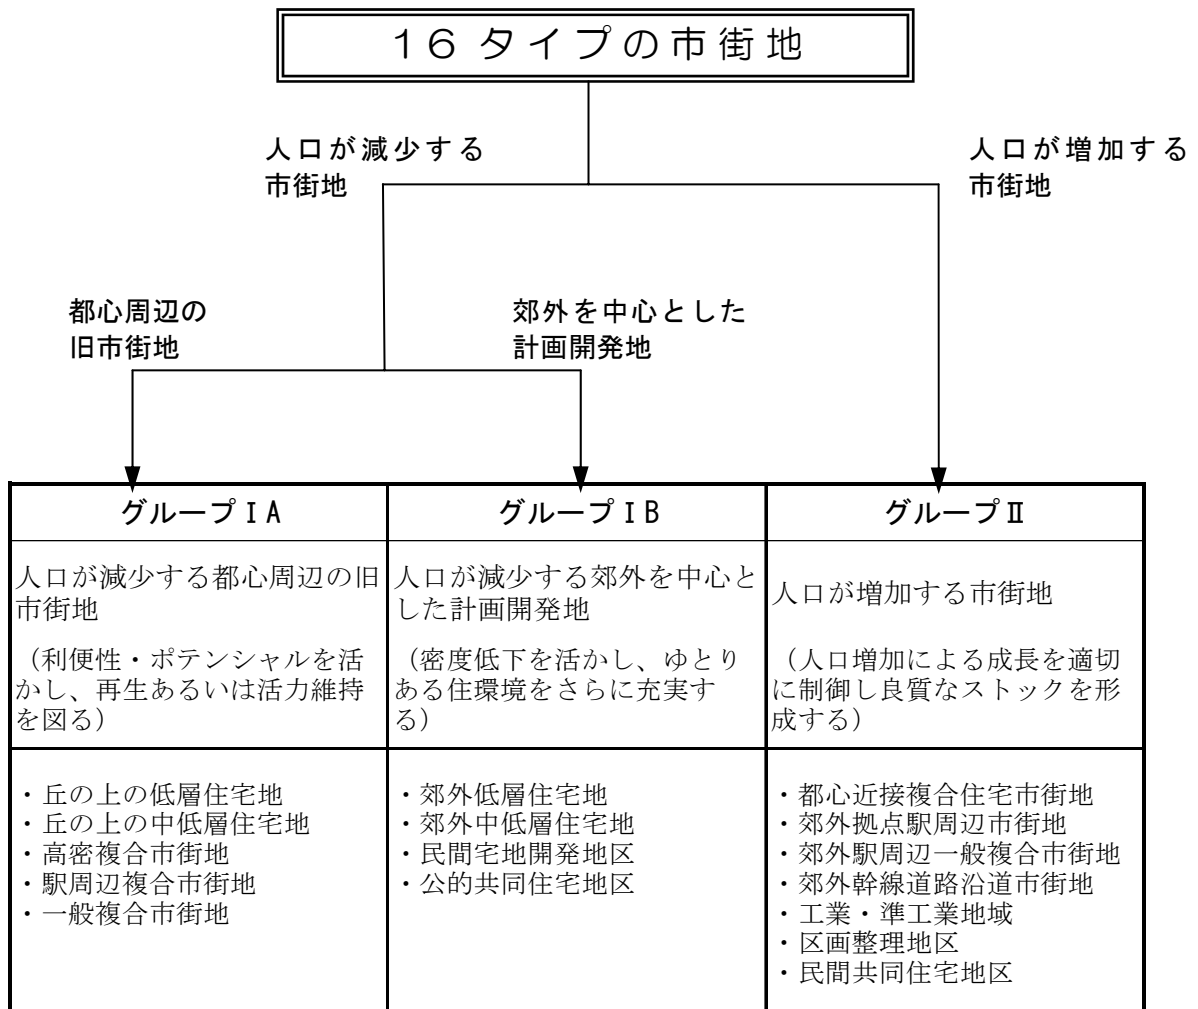 16タイプの市街地
人口が減少する
市街地
人口が増加する
市街地
都心周辺の
旧市街地
郊外を中心とした
計画開発地
グループⅠA
グループⅠB
グループⅡ
人口が減少する都心周辺の旧
市街地
(利便性・ポテンシャルを活
かし、再生あるいは活力維持
を図る)
人口が減少する郊外を中心と
した計画開発地
(密度低下を活かし、ゆとり
ある住環境をさらに充実す
る)
人口が増加する市街地
(人口増加による成長を適切
に制御し良質なストックを形
成する)
・丘の上の低層住宅地
・丘の上の中低層住宅地
・高密複合市街地
・駅周辺複合市街地
・一般複合市街地
・郊外低層住宅地
・郊外中低層住宅地
・民間宅地開発地区
・公的共同住宅地区
・都心近接複合住宅市街地
・郊外拠点駅周辺市街地
・郊外駅周辺一般複合市街地
・郊外幹線道路沿道市街地
・工業・準工業地域
・区画整理地区
・民間共同住宅地区